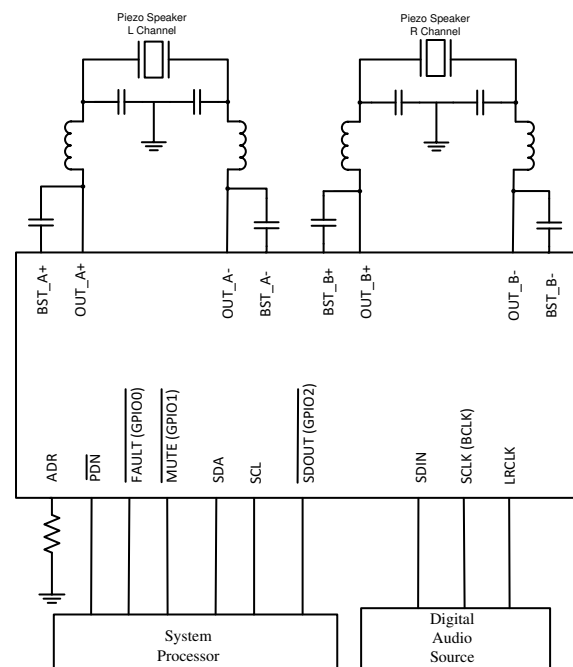 Piezo Speaker
L Channel
Piezo Speaker
R Channel
BST_A+
OUT_A+
OUT_A-
BST_A-
BST_B+
OUT_B+
OUT_B-
BST_B-
ADR
PDN
FAULT (GPIO0)
MUTE (GPIO1)
SDA
SCL
SDOUT (GPIO2)
SDIN
SCLK (BCLK)
LRCLK
System
Processor
Digital
Audio
Source